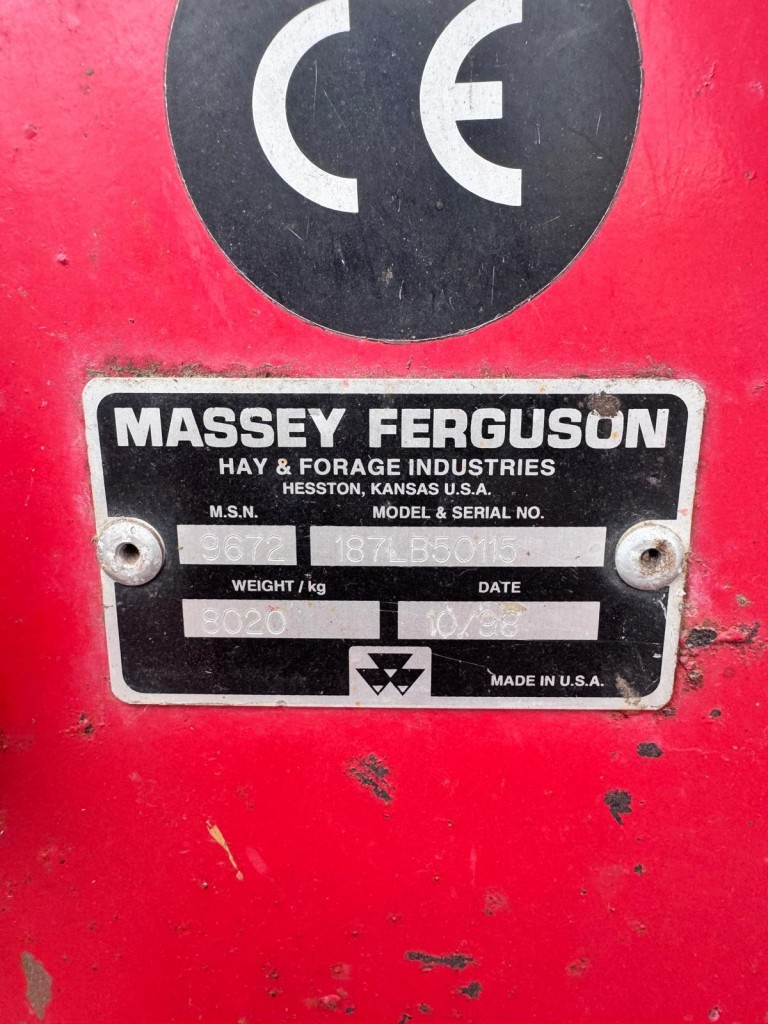 CE
MASSEY FERGUSON
HAY & FORAGE INDUSTRIES
HESSTON, KANSAS U.S.A.
M.S.N. MODEL & SERIAL NO.
9672 187LB50115
WEIGHT / kg DATE
8020 10/98
MADE IN U.S.A.